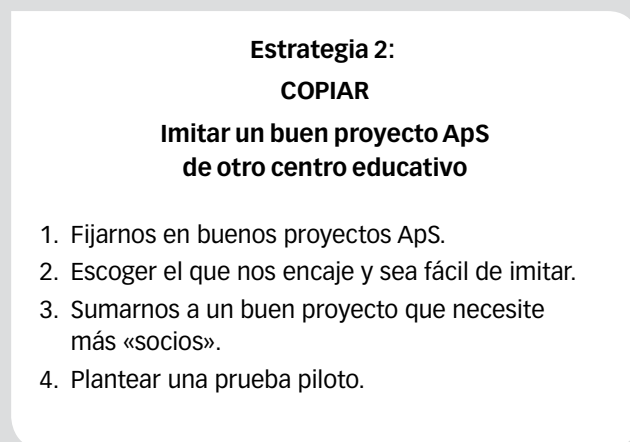 Estrategia 2:
COPIAR
Imitar un buen proyecto ApS
de otro centro educativo
1. Fijarnos en buenos proyectos ApS.
2. Escoger el que nos encaje y sea fácil de imitar.
3. Sumarnos a un buen proyecto que necesite
más «socios».
4. Plantear una prueba piloto.